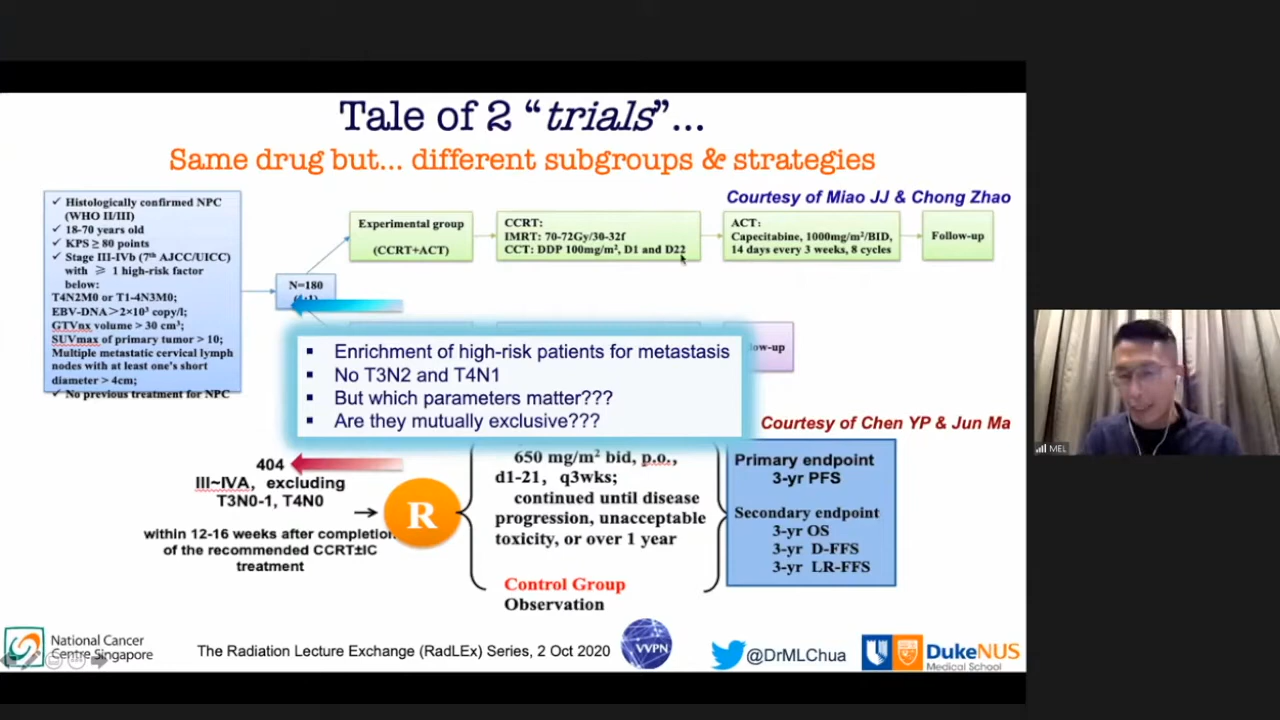 Tale of 2 “trials”...
Same drug but... different subgroups & strategies
Courtesy of Miao JJ & Chong Zhao
✓ Histologically confirmed NPC
(WHO II/III)
✓ 18-70 years old
✓ KPS ≥ 80 points
✓ Stage III-IVb (7th AJCC/UICC)
with ≥ 1 high-risk factor
below:
T4N2M0 or T1-4N3M0;
EBV-DNA＞2×10³ copy/l;
GTVnx volume > 30 cm³;
SUVmax of primary tumor > 10;
Multiple metastatic cervical lymph
nodes with at least one's short
diameter > 4cm;
✓ No previous treatment for NPC
N=180
Experimental group
(CCRT+ACT)
CCRT:
IMRT: 70-72Gy/30-32f
CCT: DDP 100mg/m², D1 and D22
ACT:
Capecitabine, 1000mg/m²/BID,
14 days every 3 weeks, 8 cycles
Follow-up
ow-up
▪ Enrichment of high-risk patients for metastasis
▪ No T3N2 and T4N1
▪ But which parameters matter???
▪ Are they mutually exclusive???
Courtesy of Chen YP & Jun Ma
404
III~IVA, excluding
T3N0-1, T4N0
within 12-16 weeks after completion
of the recommended CCRT±IC
treatment
R
650 mg/m² bid, p.o.,
d1-21, q3wks;
continued until disease
progression, unacceptable
toxicity, or over 1 year
Control Group
Observation
Primary endpoint
3-yr PFS
Secondary endpoint
3-yr OS
3-yr D-FFS
3-yr LR-FFS
National Cancer
Centre Singapore
The Radiation Lecture Exchange (RadLEx) Series, 2 Oct 2020
VVPN
@DrMLChua
DukeNUS
Medical School
MEL